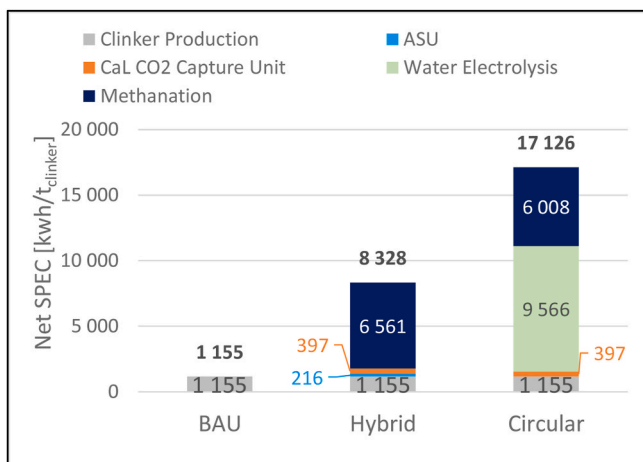 Clinker Production
ASU
CaL CO2 Capture Unit
Water Electrolysis
Methanation
Net SPEC [kwh/t_clinker]
20 000
15 000
10 000
5 000
0
1 155
1 155
8 328
6 561
397
216
1 155
17 126
6 008
9 566
397
1 155
BAU
Hybrid
Circular